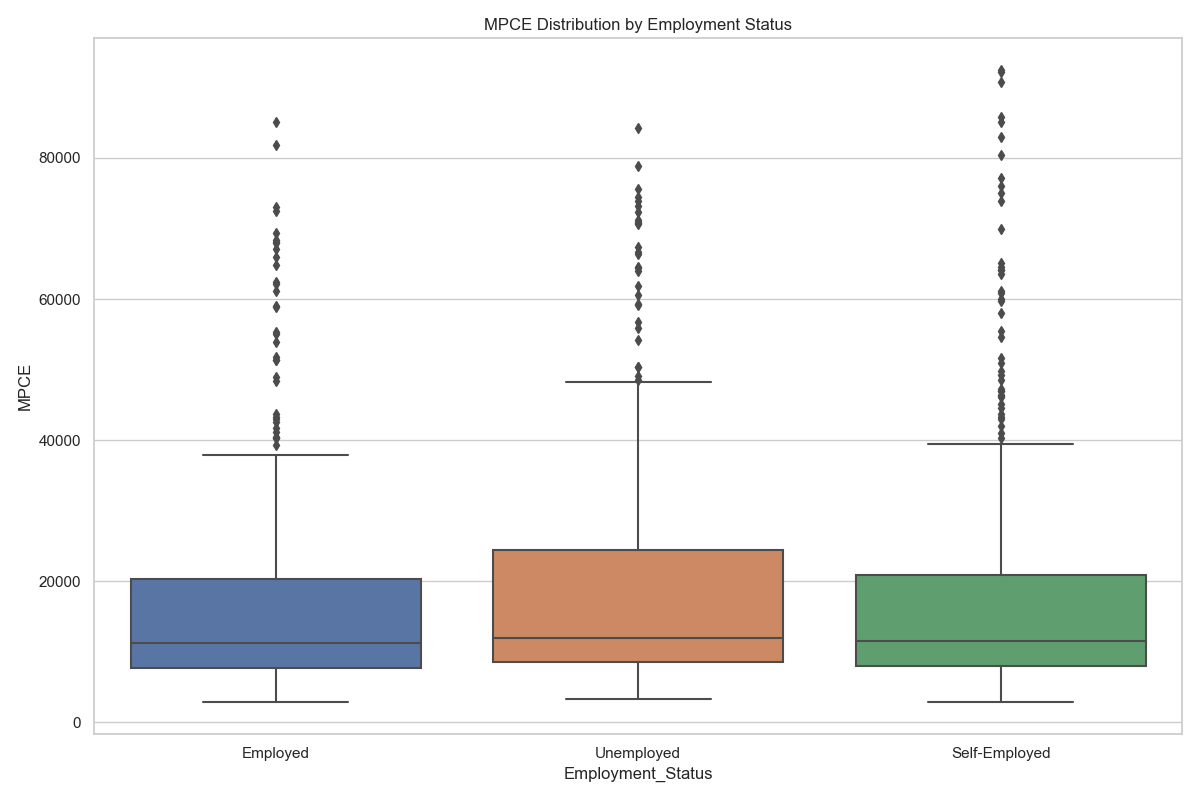 MPCE Distribution by Employment Status
MPCE
80000
60000
40000
20000
0
Employed
Unemployed
Self-Employed
Employment_Status